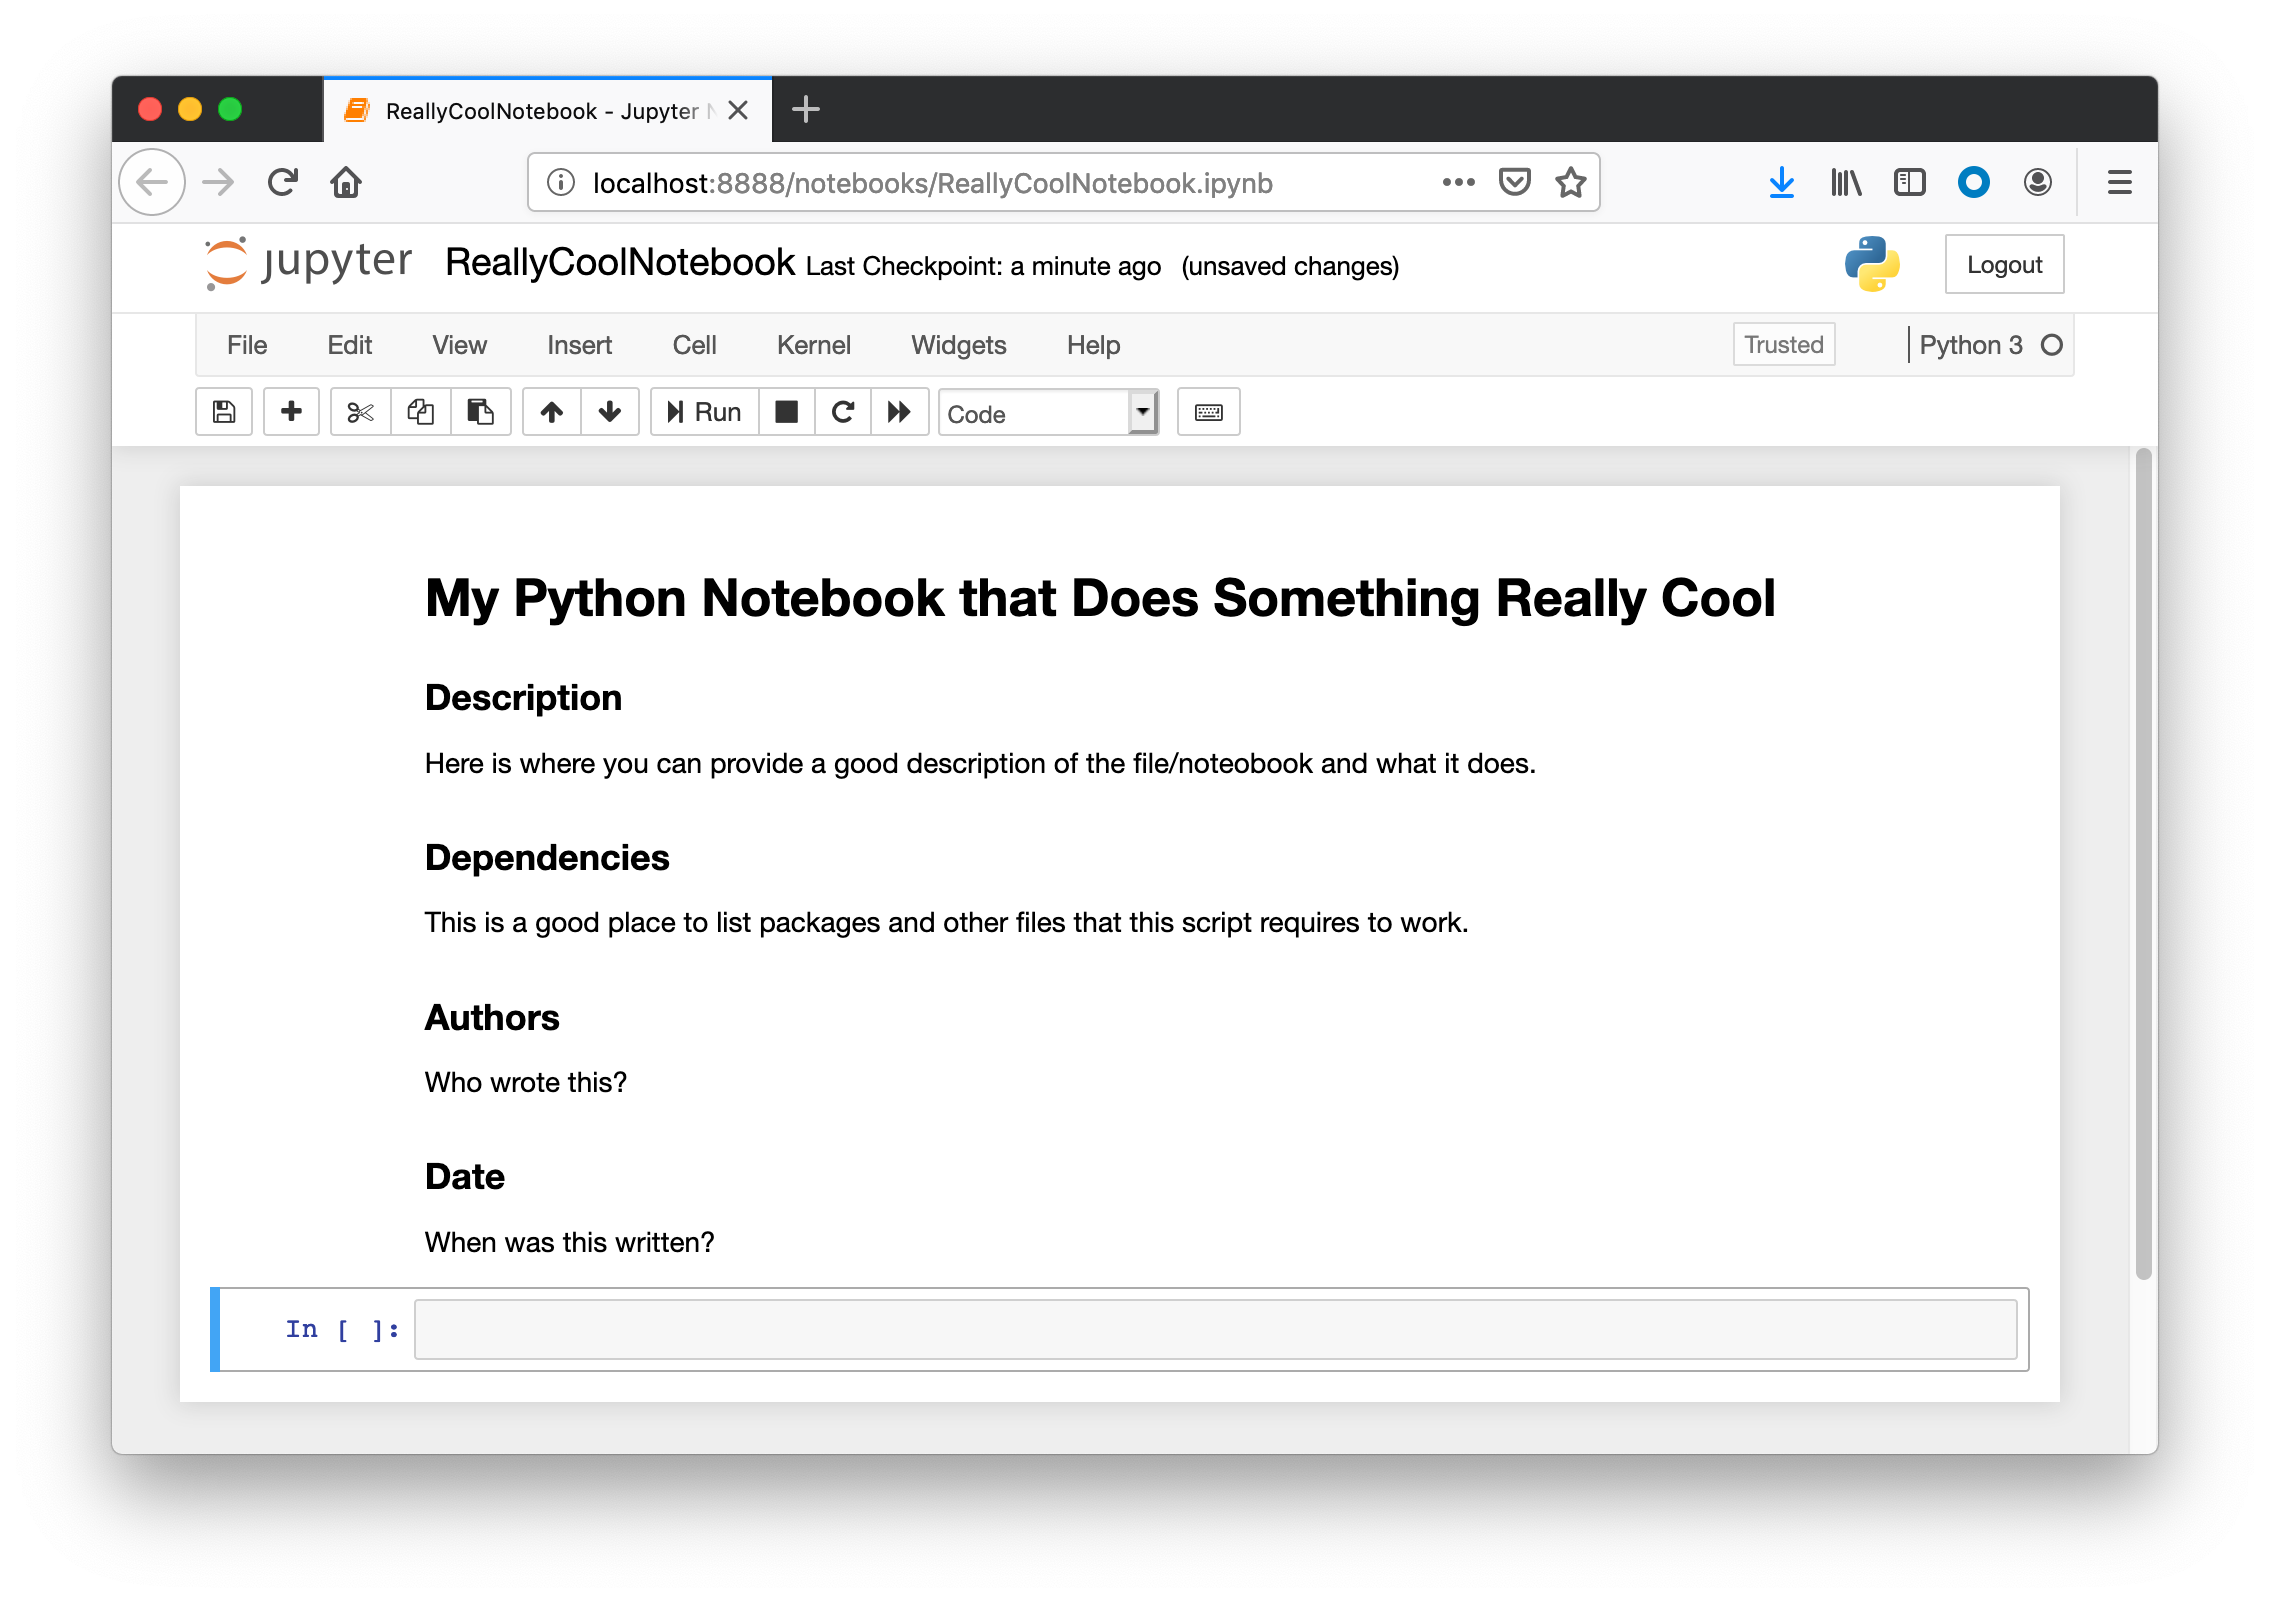 ReallyCoolNotebook - Jupyter N
localhost:8888/notebooks/ReallyCoolNotebook.ipynb
jupyter ReallyCoolNotebook Last Checkpoint: a minute ago (unsaved changes) Logout
File Edit View Insert Cell Kernel Widgets Help Trusted Python 3
Run Code
My Python Notebook that Does Something Really Cool
Description
Here is where you can provide a good description of the file/noteobook and what it does.
Dependencies
This is a good place to list packages and other files that this script requires to work.
Authors
Who wrote this?
Date
When was this written?
In [ ]: